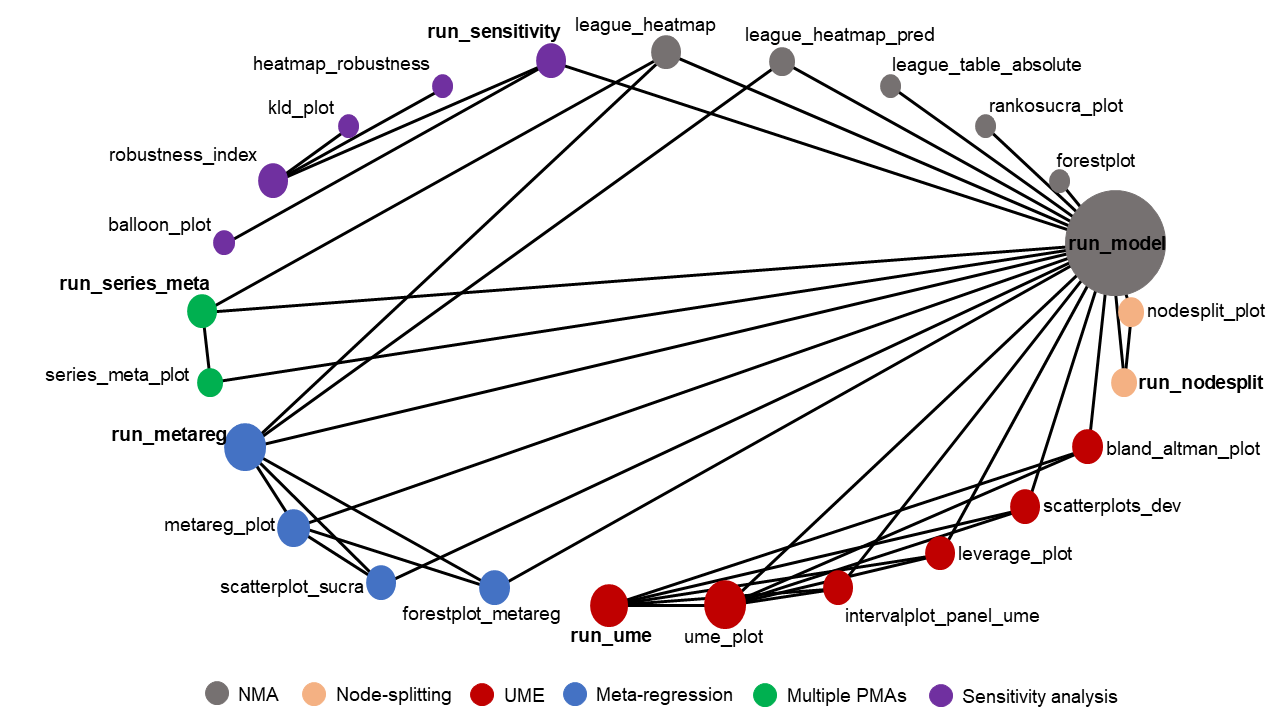 league_heatmap
run_sensitivity
league_heatmap_pred
heatmap_robustness
league_table_absolute
kld_plot
rankosucra_plot
robustness_index
forestplot
balloon_plot
run_model
run_series_meta
nodesplit_plot
series_meta_plot
run_nodesplit
run_metareg
bland_altman_plot
scatterplots_dev
metareg_plot
leverage_plot
scatterplot_sucra
forestplot_metareg
intervalplot_panel_ume
run_ume
ume_plot
NMA
Node-splitting
UME
Meta-regression
Multiple PMAs
Sensitivity analysis